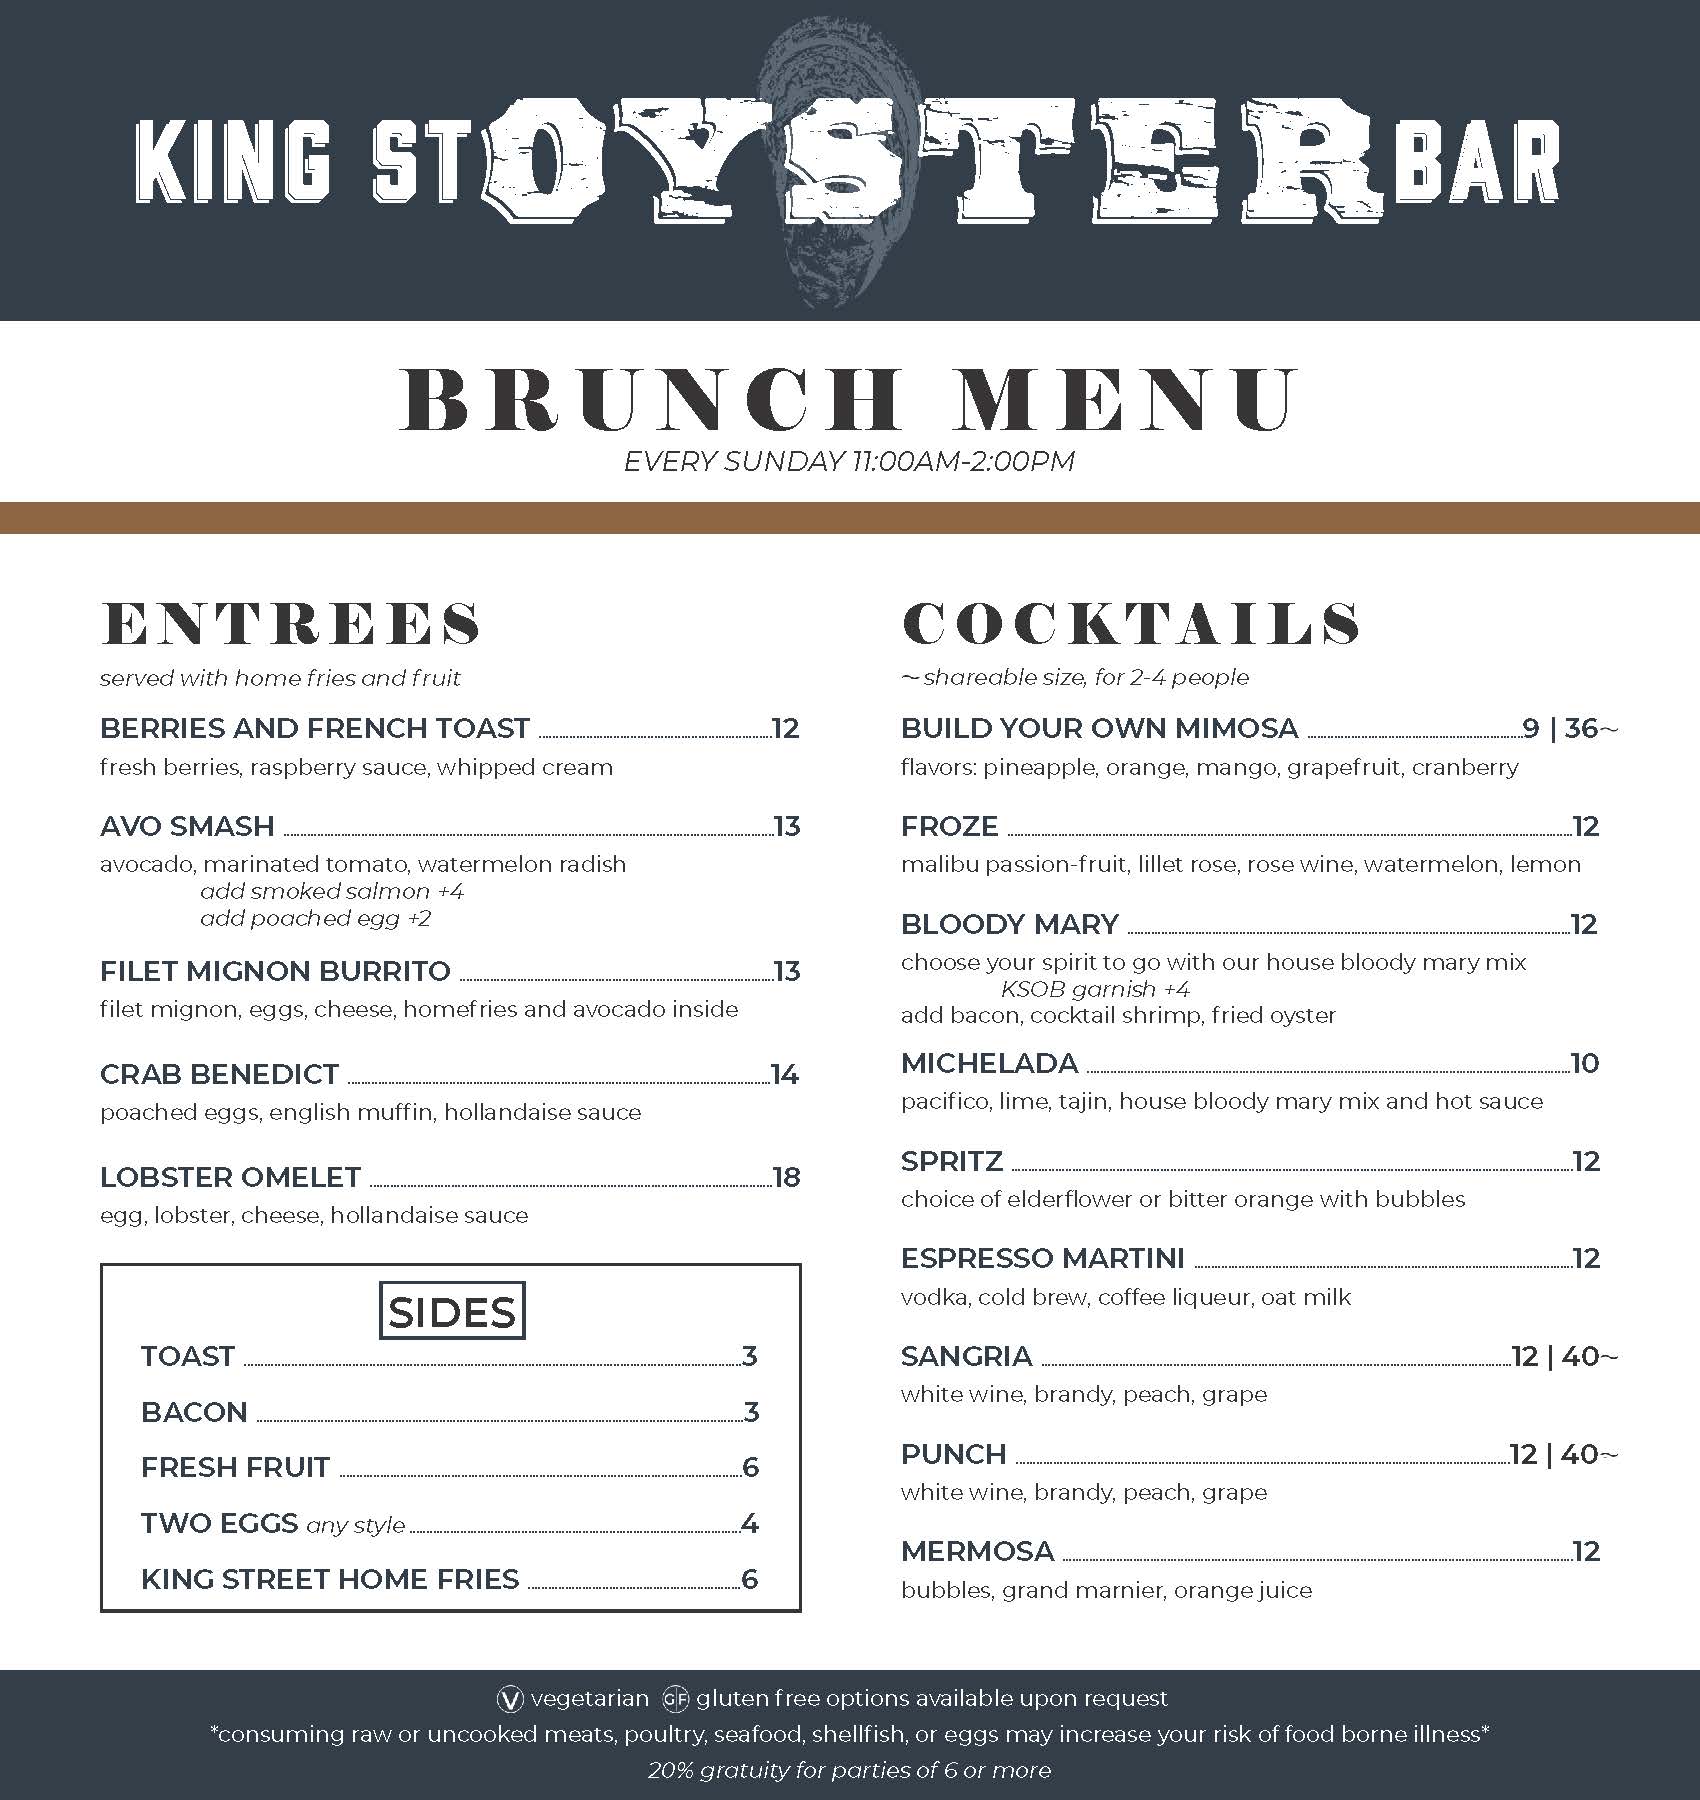 KING ST OYSTER BAR
BRUNCH MENU
EVERY SUNDAY 11:00AM-2:00PM
ENTREES
served with home fries and fruit
BERRIES AND FRENCH TOAST 12
fresh berries, raspberry sauce, whipped cream
AVO SMASH 13
avocado, marinated tomato, watermelon radish
add smoked salmon +4
add poached egg +2
FILET MIGNON BURRITO 13
filet mignon, eggs, cheese, homefries and avocado inside
CRAB BENEDICT 14
poached eggs, english muffin, hollandaise sauce
LOBSTER OMELET 18
egg, lobster, cheese, hollandaise sauce
SIDES
TOAST 3
BACON 3
FRESH FRUIT 6
TWO EGGS any style 4
KING STREET HOME FRIES 6
COCKTAILS
~ shareable size, for 2-4 people
BUILD YOUR OWN MIMOSA 9 | 36~
flavors: pineapple, orange, mango, grapefruit, cranberry
FROZE 12
malibu passion-fruit, lillet rose, rose wine, watermelon, lemon
BLOODY MARY 12
choose your spirit to go with our house bloody mary mix
KSOB garnish +4
add bacon, cocktail shrimp, fried oyster
MICHELADA 10
pacifico, lime, tajin, house bloody mary mix and hot sauce
SPRITZ 12
choice of elderflower or bitter orange with bubbles
ESPRESSO MARTINI 12
vodka, cold brew, coffee liqueur, oat milk
SANGRIA 12 | 40~
white wine, brandy, peach, grape
PUNCH 12 | 40~
white wine, brandy, peach, grape
MERMOSA 12
bubbles, grand marnier, orange juice
V vegetarian GF gluten free options available upon request
*consuming raw or uncooked meats, poultry, seafood, shellfish, or eggs may increase your risk of food borne illness*
20% gratuity for parties of 6 or more